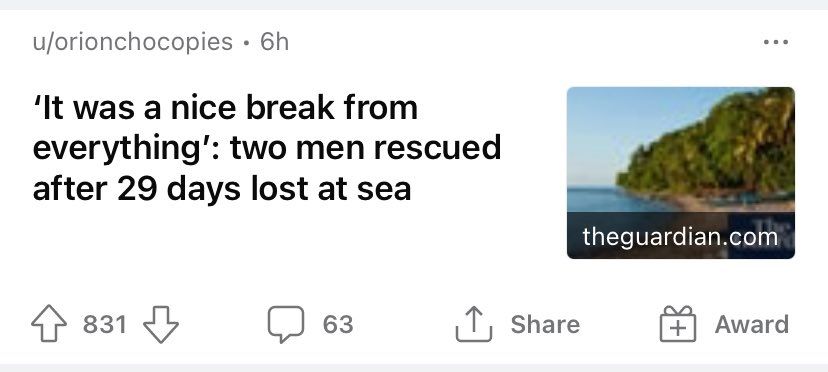 u/orionchocopies • 6h
‘It was a nice break from
everything’: two men rescued
after 29 days lost at sea
theguardian.com
831
63
Share
Award